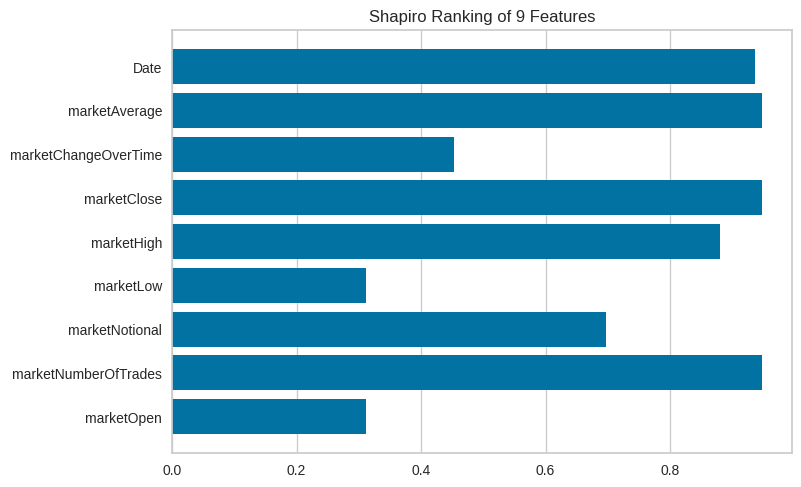 Shapiro Ranking of 9 Features
Date
marketAverage
marketChangeOverTime
marketClose
marketHigh
marketLow
marketNotional
marketNumberOfTrades
marketOpen
0.0 0.2 0.4 0.6 0.8